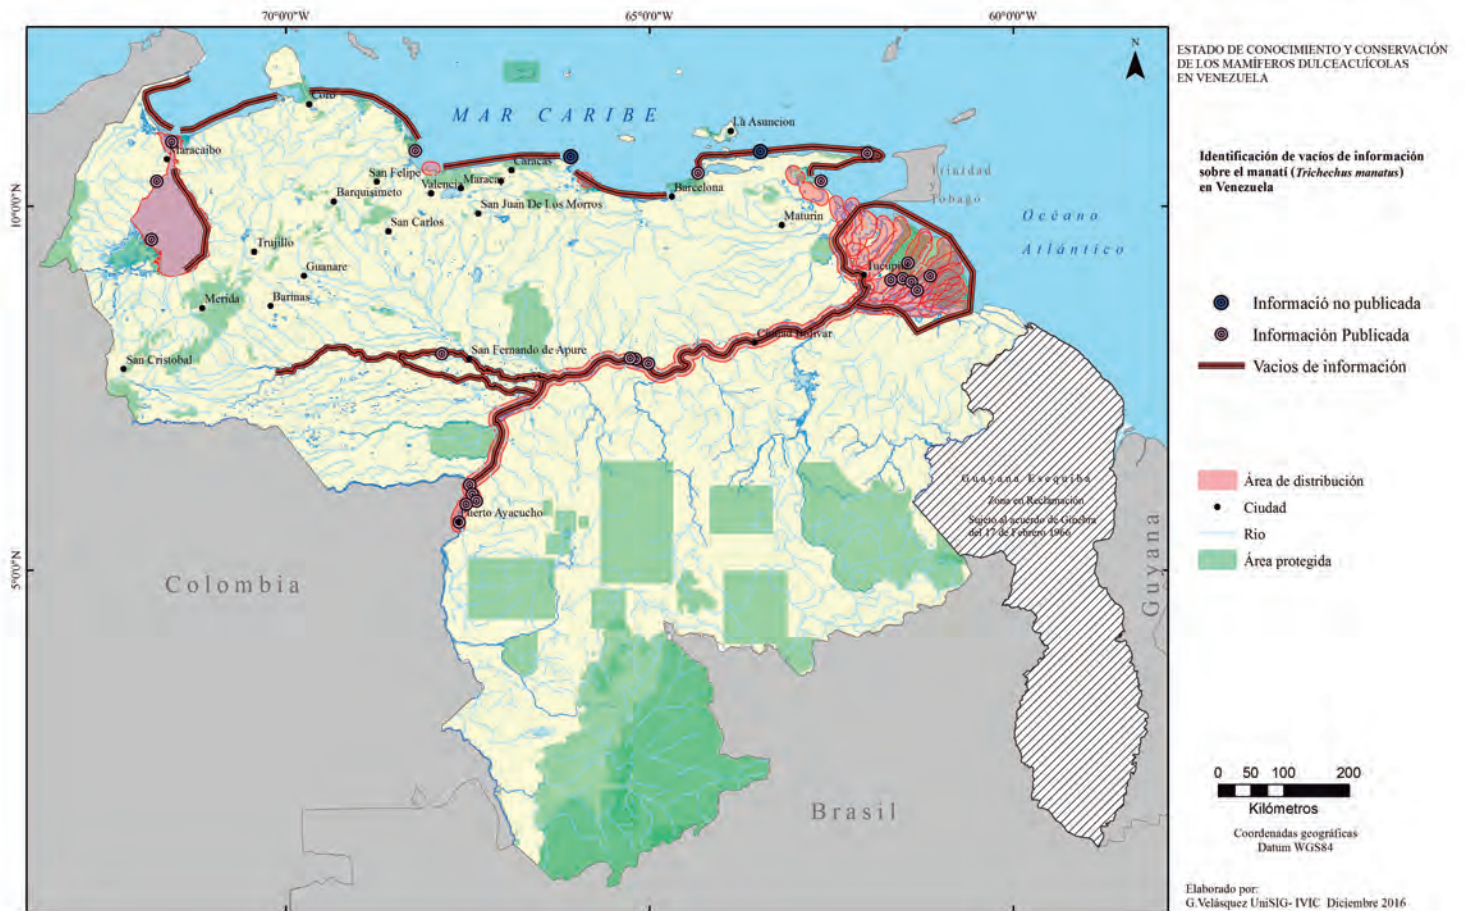 70°0'0"W
65°0'0"W
60°0'0"W
10°0'0"N
5°0'0"N
N
ESTADO DE CONOCIMIENTO Y CONSERVACIÓN
DE LOS MAMÍFEROS DULCEACUÍCOLAS
EN VENEZUELA
Identificación de vacíos de información
sobre el manatí (Trichechus manatus)
en Venezuela
Informació no publicada
Información Publicada
Vacios de información
Área de distribución
Ciudad
Rio
Área protegida
0 50 100 200
Kilómetros
Coordenadas geográficas
Datum WGS84
Elaborado por:
G.Velásquez UniSIG- IVIC Diciembre 2016
MAR CARIBE
Océano
Atlántico
Trinidad
y
Tobago
Coro
La Asuncion
Maracaibo
San Felipe
Caracas
Valencia
Maracay
Barquisimeto
San Juan De Los Morros
Barcelona
Maturin
San Carlos
Trujillo
Guanare
Tucupita
Merida
Barinas
Ciudad Bolivar
San Cristobal
San Fernando de Apure
Puerto Ayacucho
Guayana Esequiba
Zona en Reclamación
Sujeto al acuerdo de Ginebra
del 17 de Febrero 1966
Colombia
Guyana
Brasil